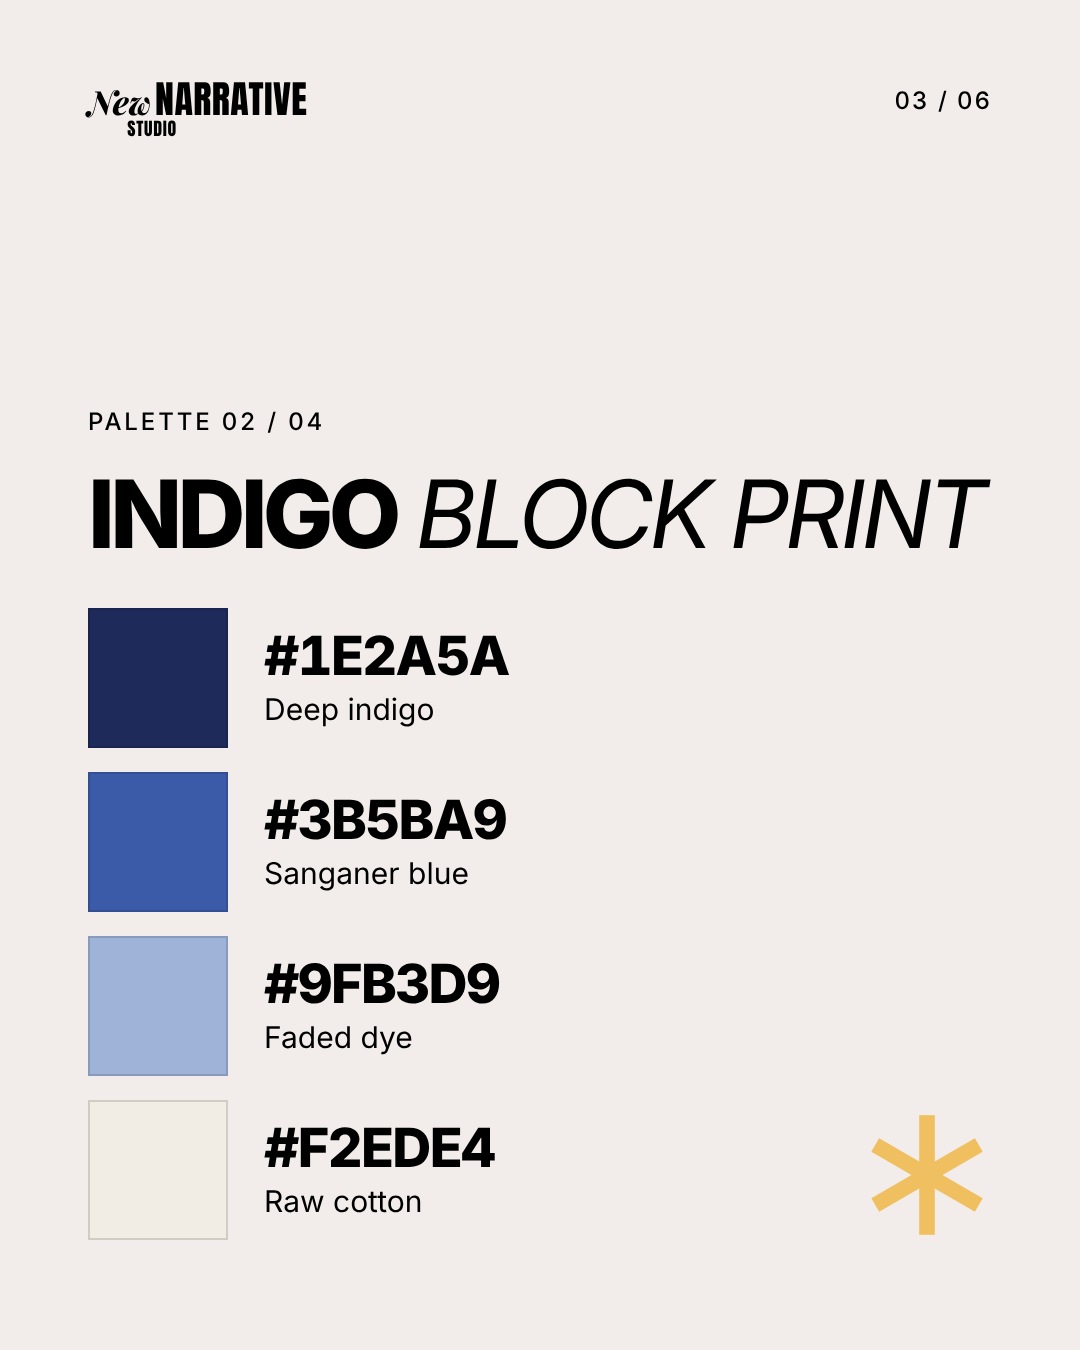 New NARRATIVE
STUDIO
03 / 06
PALETTE 02 / 04
INDIGO BLOCK PRINT
#1E2A5A
Deep indigo
#3B5BA9
Sanganer blue
#9FB3D9
Faded dye
#F2EDE4
Raw cotton